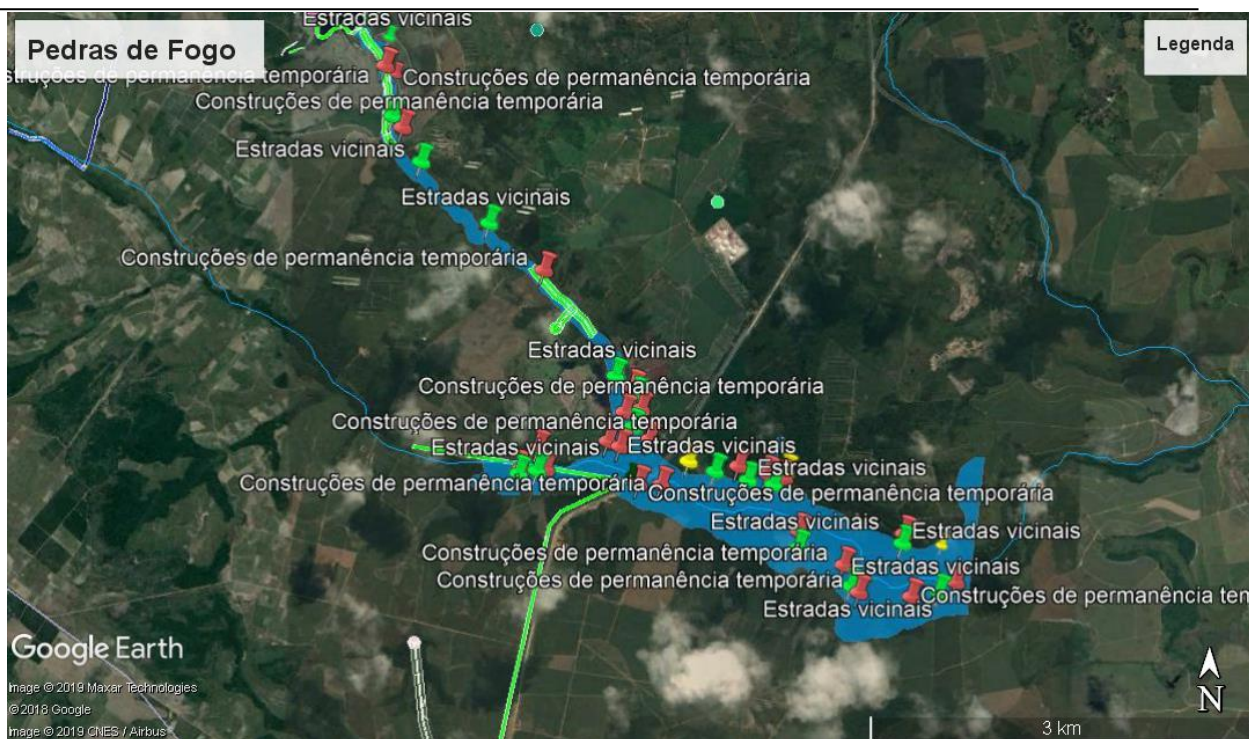 Estradas vicinais
Pedras de Fogo
Legenda
struções de permanência temporária
Construções de permanência temporária
Construções de permanência temporária
Estradas vicinais
Estradas vicinais
Construções de permanência temporária
Estradas vicinais
Construções de permanência temporária
Construções de permanência temporária
Estradas vicinais
Estradas vicinais
Estradas vicinais
Construções de permanência temporária
Construções de permanência temporária
Estradas vicinais
Estradas vicinais
Construções de permanência temporária
Estradas vicinais
Construções de permanência temporária
Construções de permanência tem
Estradas vicinais
Google Earth
Image © 2019 Maxar Technologies
© 2018 Google
Image © 2019 CNES / Airbus
N
3 km